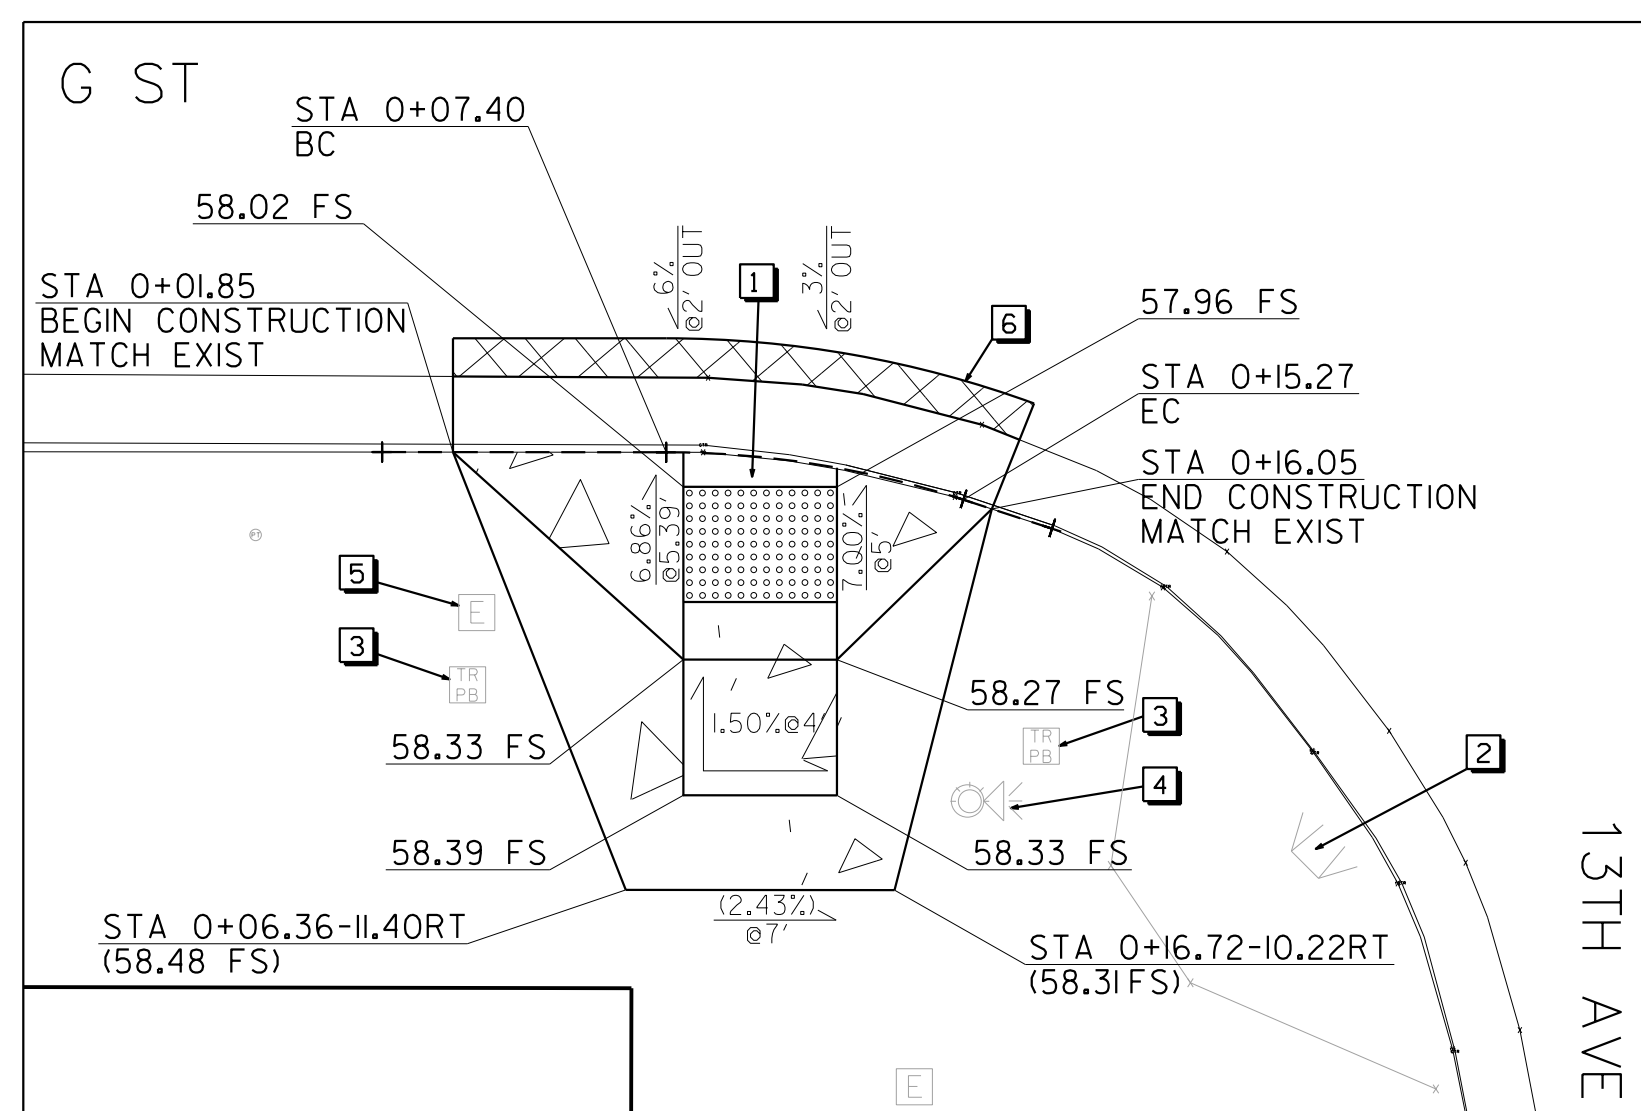 G ST
STA 0+07.40
BC
58.02 FS
STA 0+01.85
BEGIN CONSTRUCTION
MATCH EXIST
6%
@2' OUT
3%
@2' OUT
1
6
57.96 FS
STA 0+15.27
EC
STA 0+16.05
END CONSTRUCTION
MATCH EXIST
6.86%
@5.39'
7.00%
@5'
PT
5
E
3
TR
PB
58.33 FS
1.50%@4'
58.27 FS
3
TR
PB
4
2
58.39 FS
58.33 FS
(2.43%)
@7'
STA 0+06.36-11.40RT
(58.48 FS)
STA 0+16.72-10.22RT
(58.31FS)
13TH AVE
E